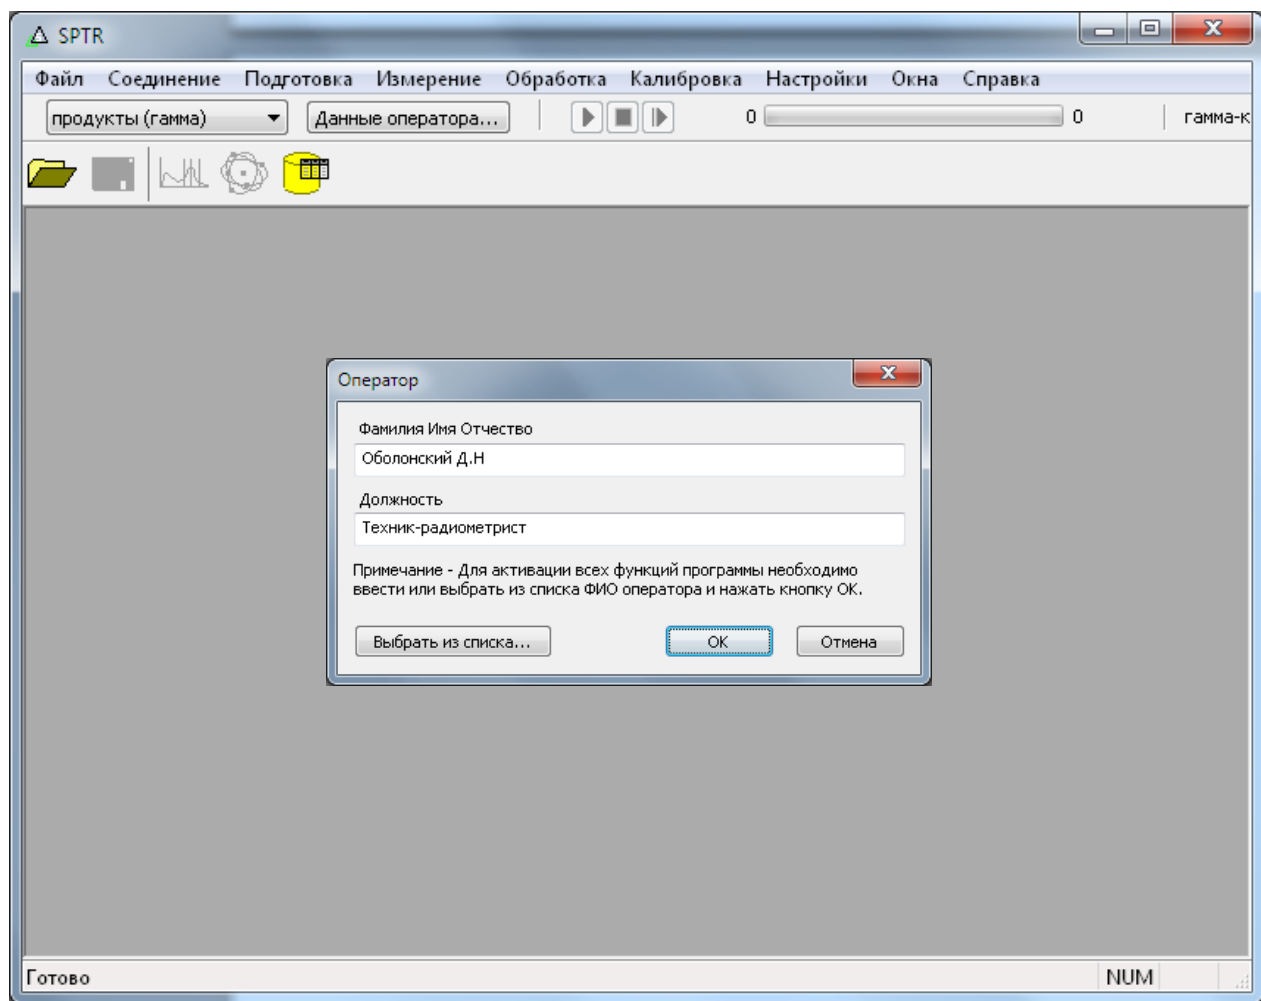 SPTR
Файл Соединение Подготовка Измерение Обработка Калибровка Настройки Окна Справка
продукты (гамма) Данные оператора... 0 0 гамма-к
Оператор
Фамилия Имя Отчество
Оболонский Д.Н
Должность
Техник-радиометрист
Примечание - Для активации всех функций программы необходимо
ввести или выбрать из списка ФИО оператора и нажать кнопку ОК.
Выбрать из списка... ОК Отмена
Готово NUM